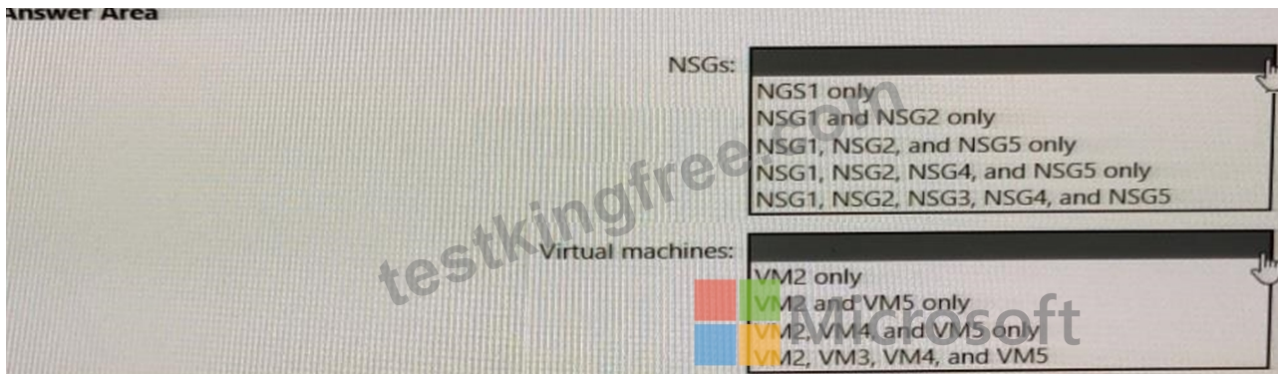 Answer Area
NSGs:
NGS1 only
NSG1 and NSG2 only
NSG1, NSG2, and NSG5 only
NSG1, NSG2, NSG4, and NSG5 only
NSG1, NSG2, NSG3, NSG4, and NSG5
Virtual machines:
VM2 only
VM2 and VM5 only
VM2, VM4, and VM5 only
VM2, VM3, VM4, and VM5
testkingfree.com
Microsoft